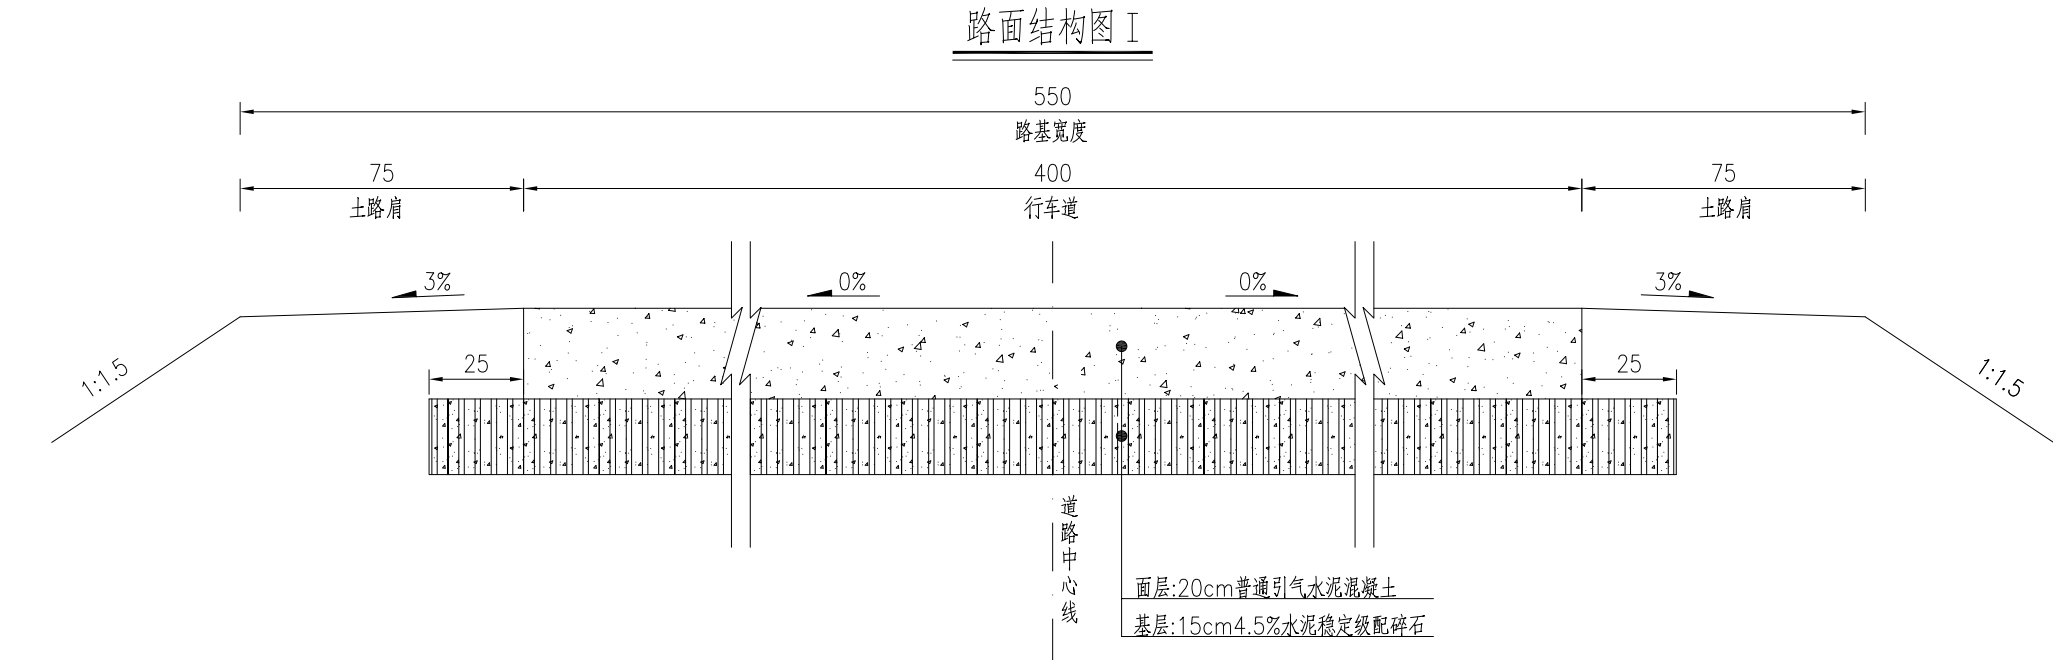 路面结构图 I
550
路基宽度
75
400
75
土路肩
行车道
土路肩
3%
0%
0%
3%
1:1.5
25
25
1:1.5
道路中心线
面层:20cm普通引气水泥混凝土
基层:15cm4.5%水泥稳定级配碎石